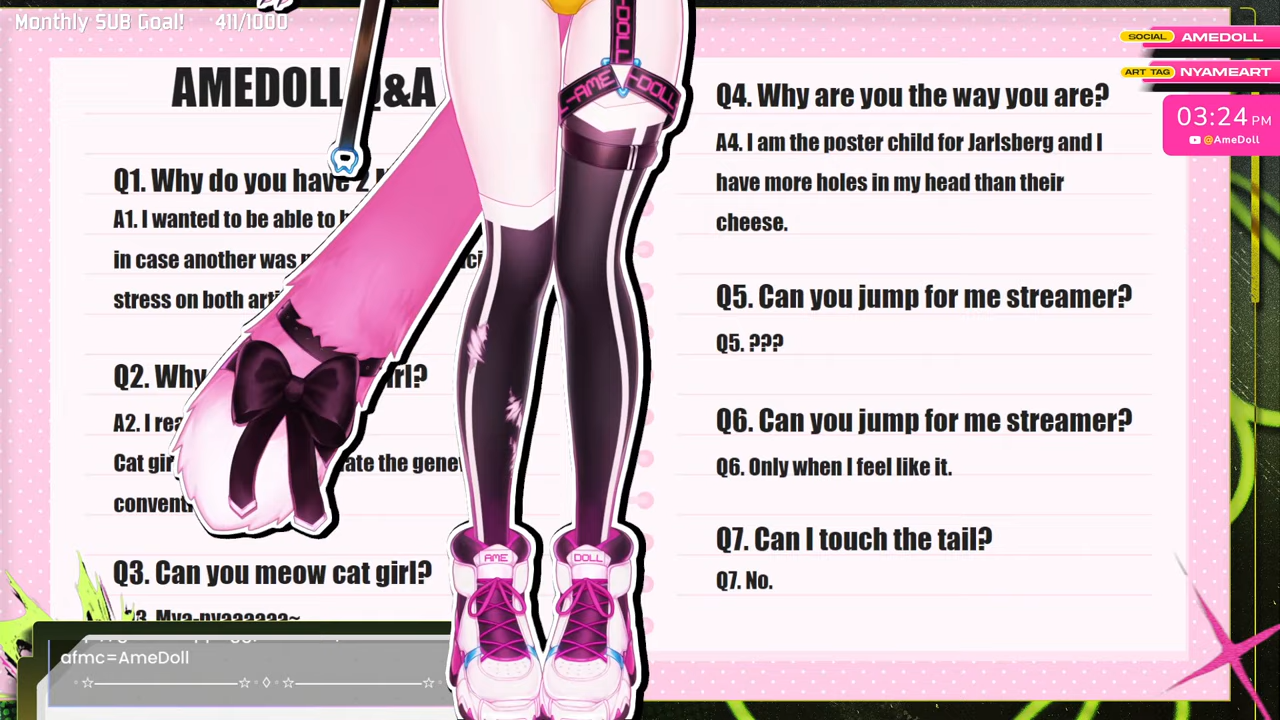 Monthly SUB Goal! 411/1000
SOCIAL AMEDOLL
ART TAG NYAMEART
03:24 PM
@AmeDoll
AMEDOLL Q&A
Q1. Why do you have 2
A1. I wanted to be able to
in case another was
stress on both
Q2. Why
A2. I
Cat ate the
Q3. Can you meow cat girl?
Mya-nyaaaaaa~
Q4. Why are you the way you are?
A4. I am the poster child for Jarlsberg and I
have more holes in my head than their
cheese.
Q5. Can you jump for me streamer?
Q5. ???
Q6. Can you jump for me streamer?
Q6. Only when I feel like it.
Q7. Can I touch the tail?
Q7. No.
-DOLL
L-AME -DOLL
AME DOLL
afmc=AmeDoll